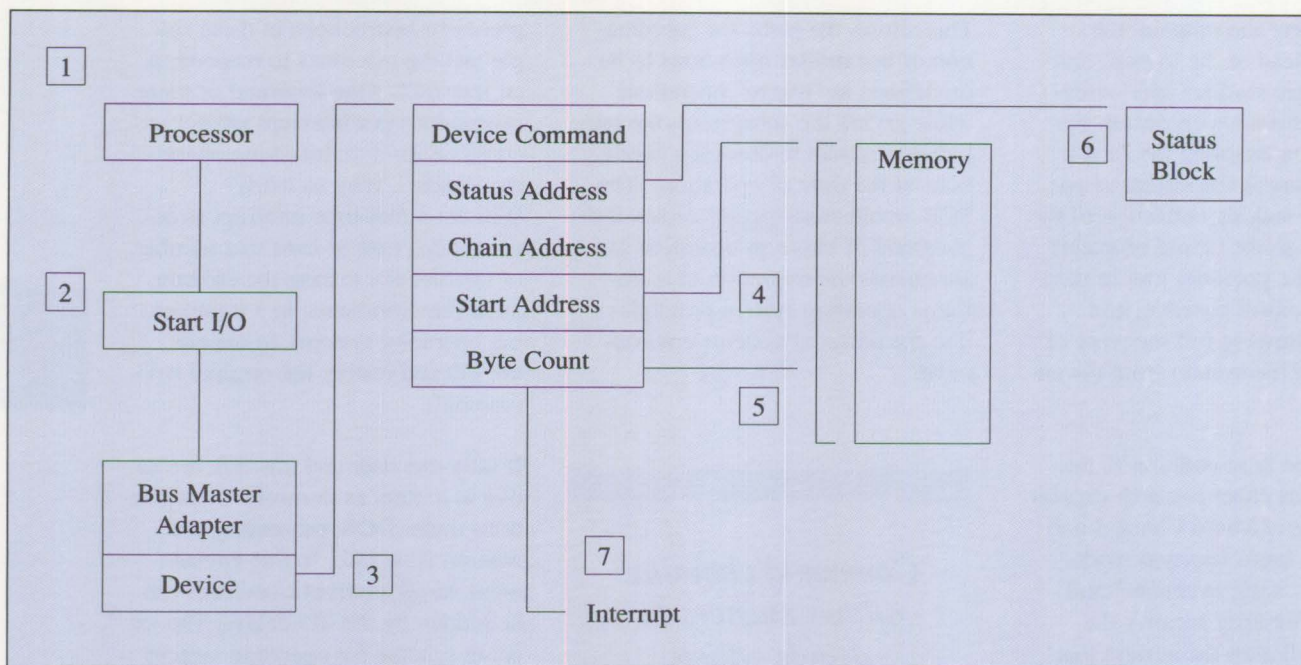 1
Processor
2
Start I/O
Bus Master
Adapter
Device
3
Device Command
Status Address
Chain Address
Start Address
Byte Count
4
5
Memory
6
Status
Block
7
Interrupt